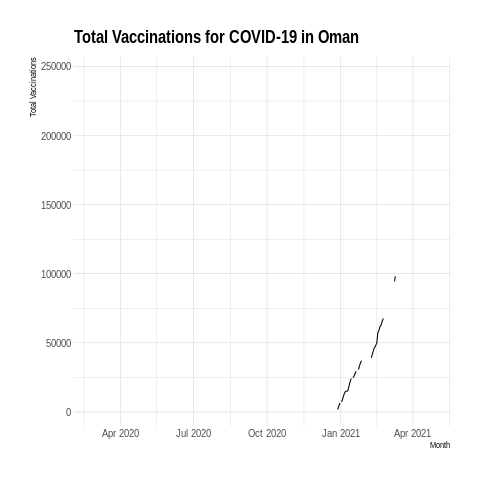 Total Vaccinations for COVID-19 in Oman
Total Vaccinations
250000
200000
150000
100000
50000
0
Apr 2020 Jul 2020 Oct 2020 Jan 2021 Apr 2021
Month